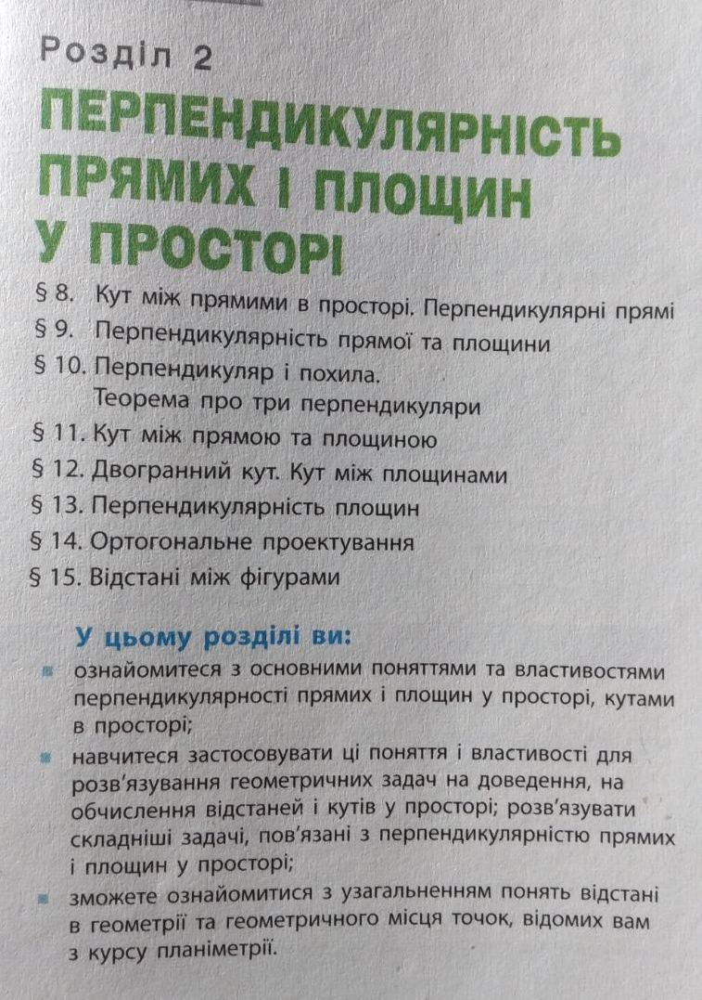 Розділ 2
ПЕРПЕНДИКУЛЯРНІСТЬ
ПРЯМИХ І ПЛОЩИН
У ПРОСТОРІ
§ 8. Кут між прямими в просторі. Перпендикулярні прямі
§ 9. Перпендикулярність прямої та площини
§ 10. Перпендикуляр і похила.
Теорема про три перпендикуляри
§ 11. Кут між прямою та площиною
§ 12. Двогранний кут. Кут між площинами
§ 13. Перпендикулярність площин
§ 14. Ортогональне проектування
§ 15. Відстані між фігурами
У цьому розділі ви:
ознайомитеся з основними поняттями та властивостями
перпендикулярності прямих і площин у просторі, кутами
в просторі;
навчитеся застосовувати ці поняття і властивості для
розв'язування геометричних задач на доведення, на
обчислення відстаней і кутів у просторі; розв'язувати
складніші задачі, пов'язані з перпендикулярністю прямих
і площин у просторі;
зможете ознайомитися з узагальненням понять відстані
в геометрії та геометричного місця точок, відомих вам
з курсу планіметрії.